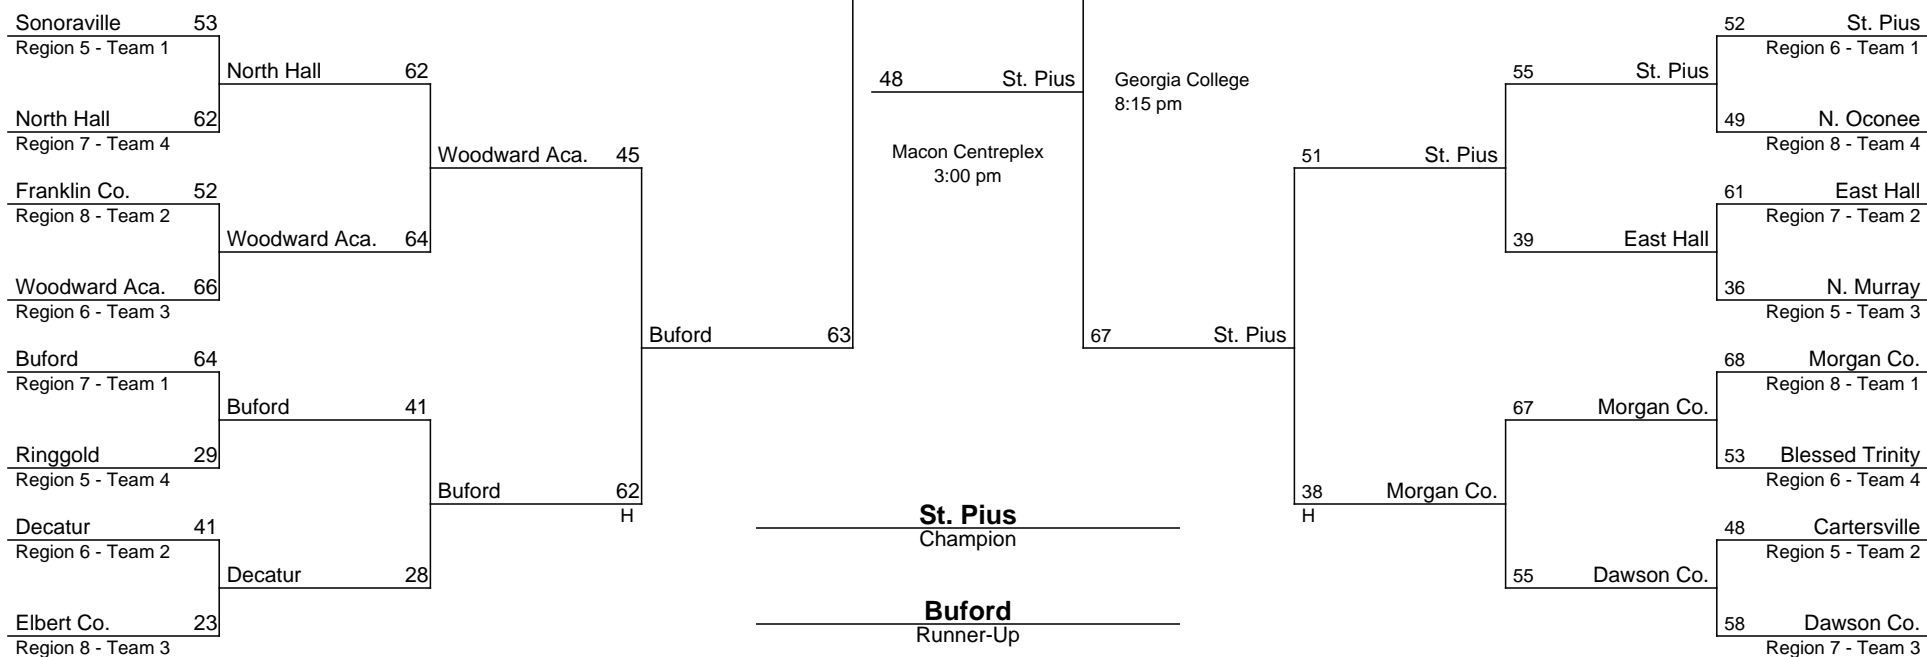 Sonoraville 53
Region 5 - Team 1
North Hall 62
North Hall 62
Region 7 - Team 4
Woodward Aca. 45
Franklin Co. 52
Region 8 - Team 2
Woodward Aca. 64
Woodward Aca. 66
Region 6 - Team 3
Buford 63
Buford 64
Region 7 - Team 1
Buford 41
Ringgold 29
Region 5 - Team 4
Buford 62
H
Decatur 41
Region 6 - Team 2
Decatur 28
Elbert Co. 23
Region 8 - Team 3
48 St. Pius
Macon Centreplex
3:00 pm
Georgia College
8:15 pm
St. Pius
Champion
Buford
Runner-Up
52 St. Pius
Region 6 - Team 1
55 St. Pius
49 N. Oconee
Region 8 - Team 4
51 St. Pius
61 East Hall
Region 7 - Team 2
39 East Hall
36 N. Murray
Region 5 - Team 3
67 St. Pius
68 Morgan Co.
Region 8 - Team 1
67 Morgan Co.
53 Blessed Trinity
Region 6 - Team 4
38 Morgan Co.
H
48 Cartersville
Region 5 - Team 2
55 Dawson Co.
58 Dawson Co.
Region 7 - Team 3